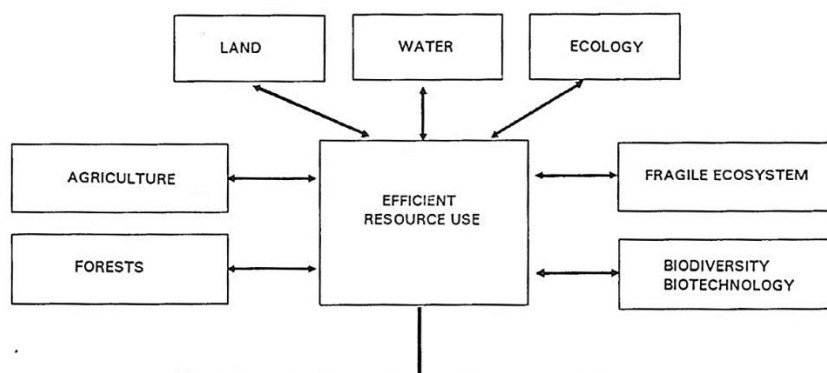 LAND
WATER
ECOLOGY
AGRICULTURE
EFFICIENT
RESOURCE USE
FRAGILE ECOSYSTEM
FORESTS
BIODIVERSITY
BIOTECHNOLOGY